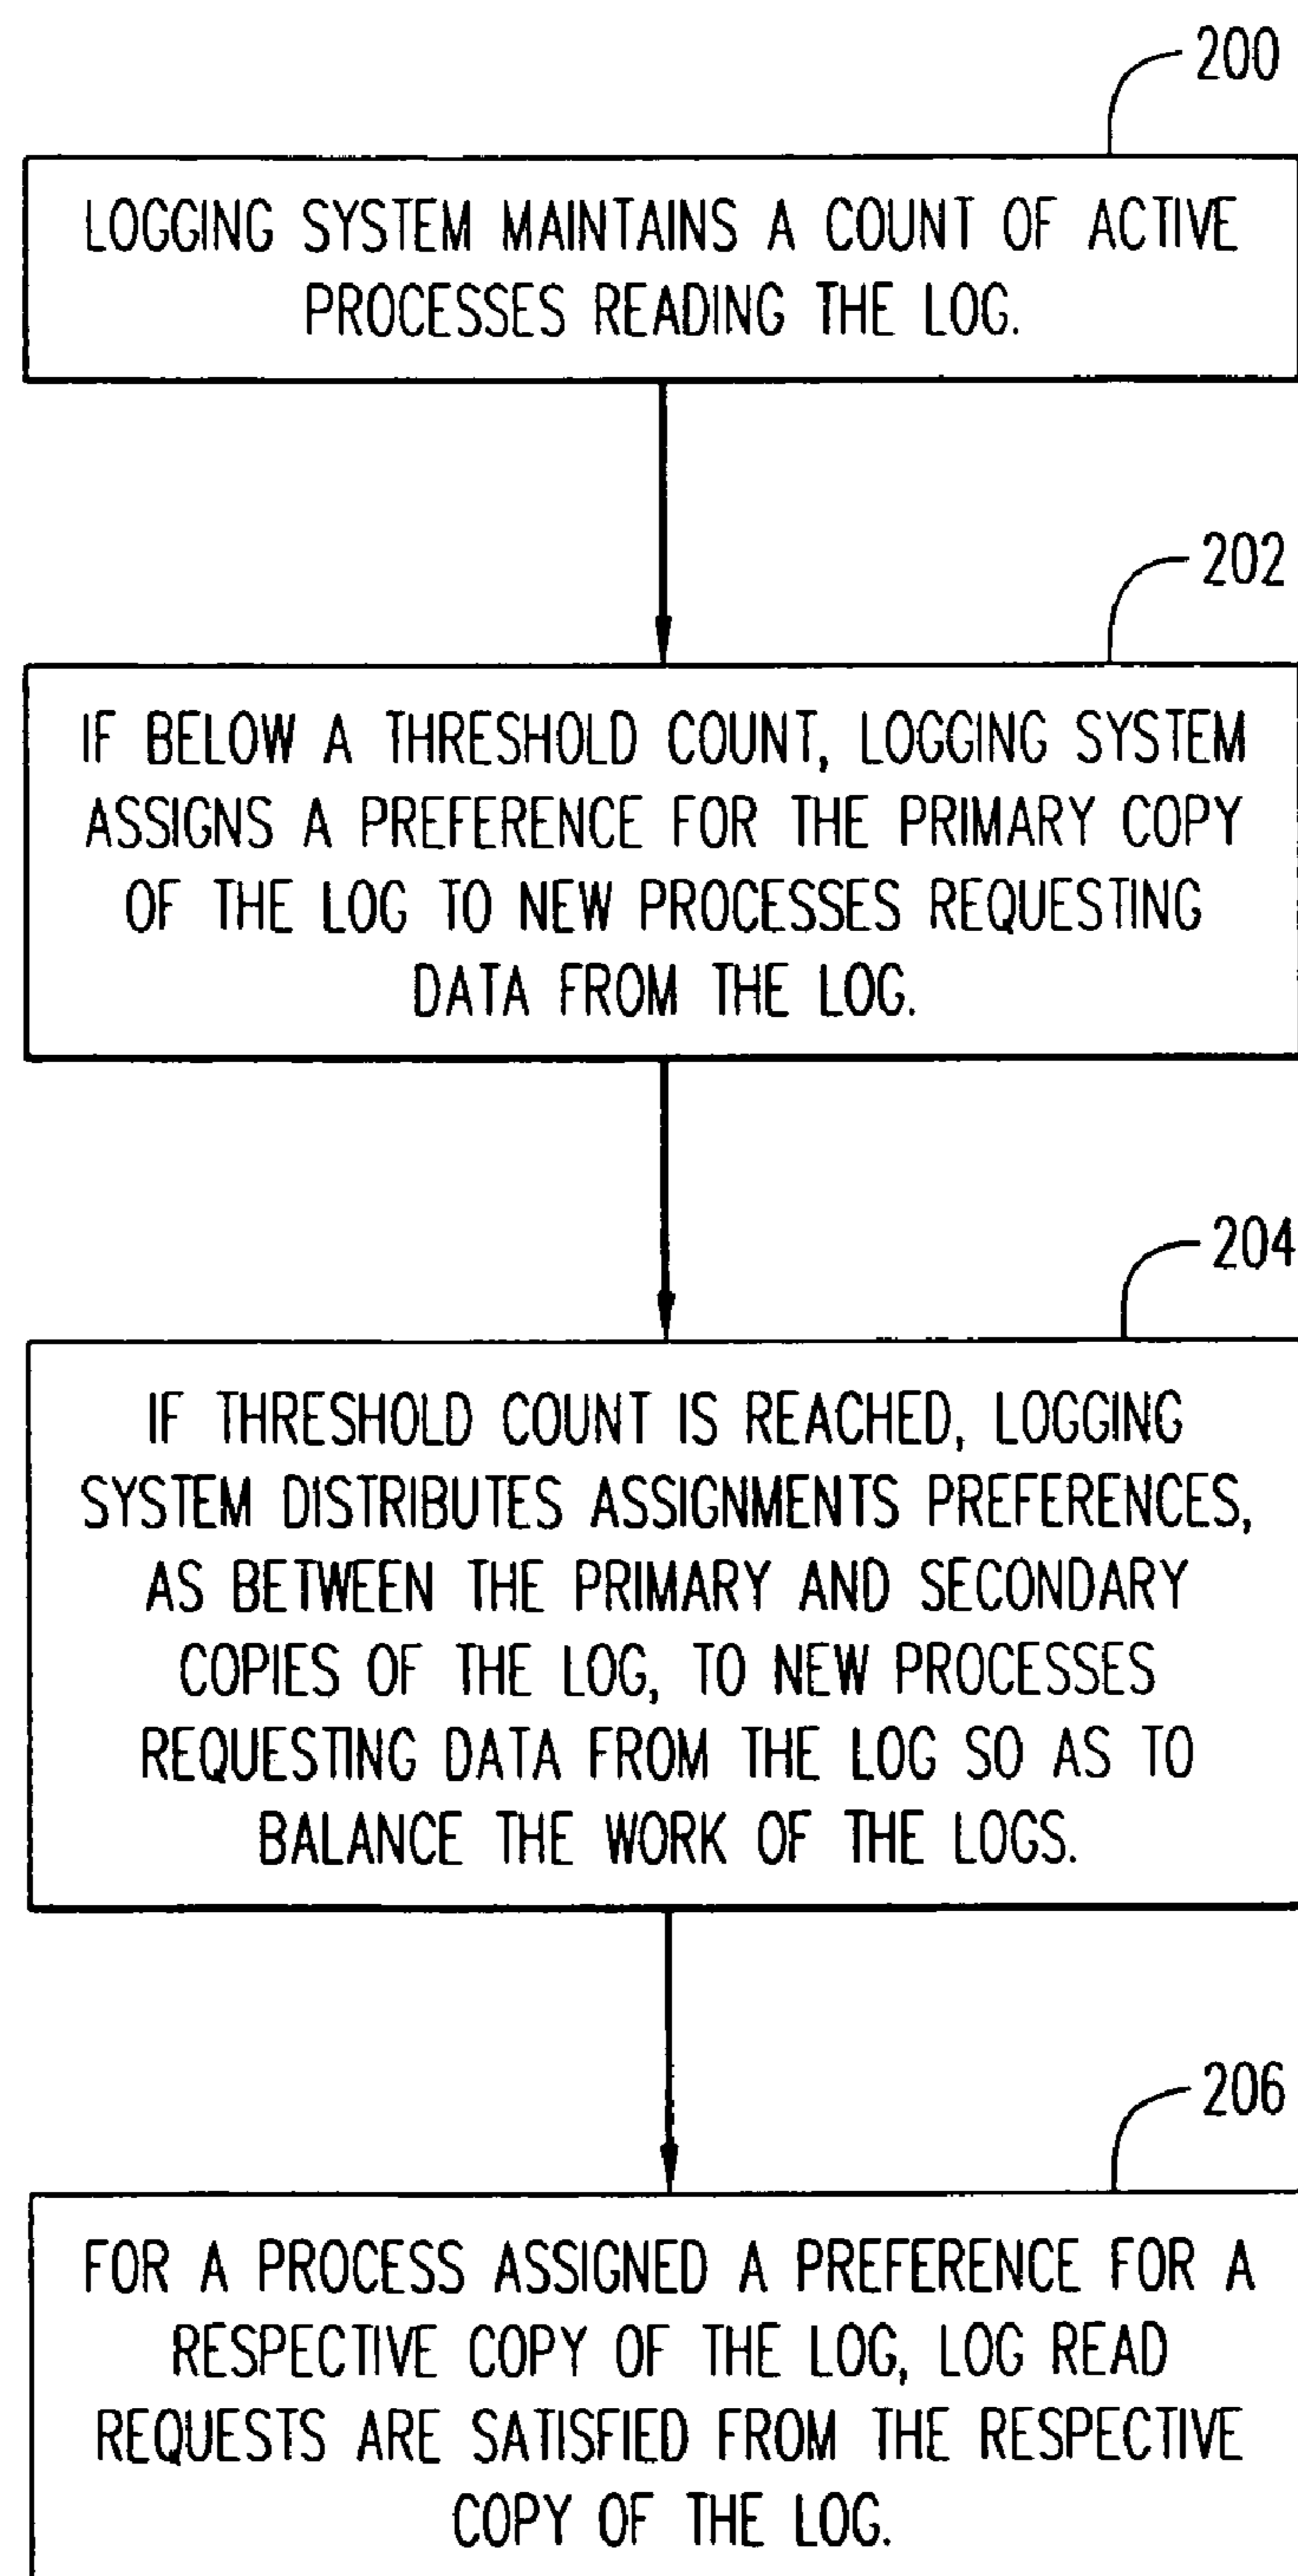 200
LOGGING SYSTEM MAINTAINS A COUNT OF ACTIVE
PROCESSES READING THE LOG.
202
IF BELOW A THRESHOLD COUNT, LOGGING SYSTEM
ASSIGNS A PREFERENCE FOR THE PRIMARY COPY
OF THE LOG TO NEW PROCESSES REQUESTING
DATA FROM THE LOG.
204
IF THRESHOLD COUNT IS REACHED, LOGGING
SYSTEM DISTRIBUTES ASSIGNMENTS PREFERENCES,
AS BETWEEN THE PRIMARY AND SECONDARY
COPIES OF THE LOG, TO NEW PROCESSES
REQUESTING DATA FROM THE LOG SO AS TO
BALANCE THE WORK OF THE LOGS.
206
FOR A PROCESS ASSIGNED A PREFERENCE FOR A
RESPECTIVE COPY OF THE LOG, LOG READ
REQUESTS ARE SATISFIED FROM THE RESPECTIVE
COPY OF THE LOG.